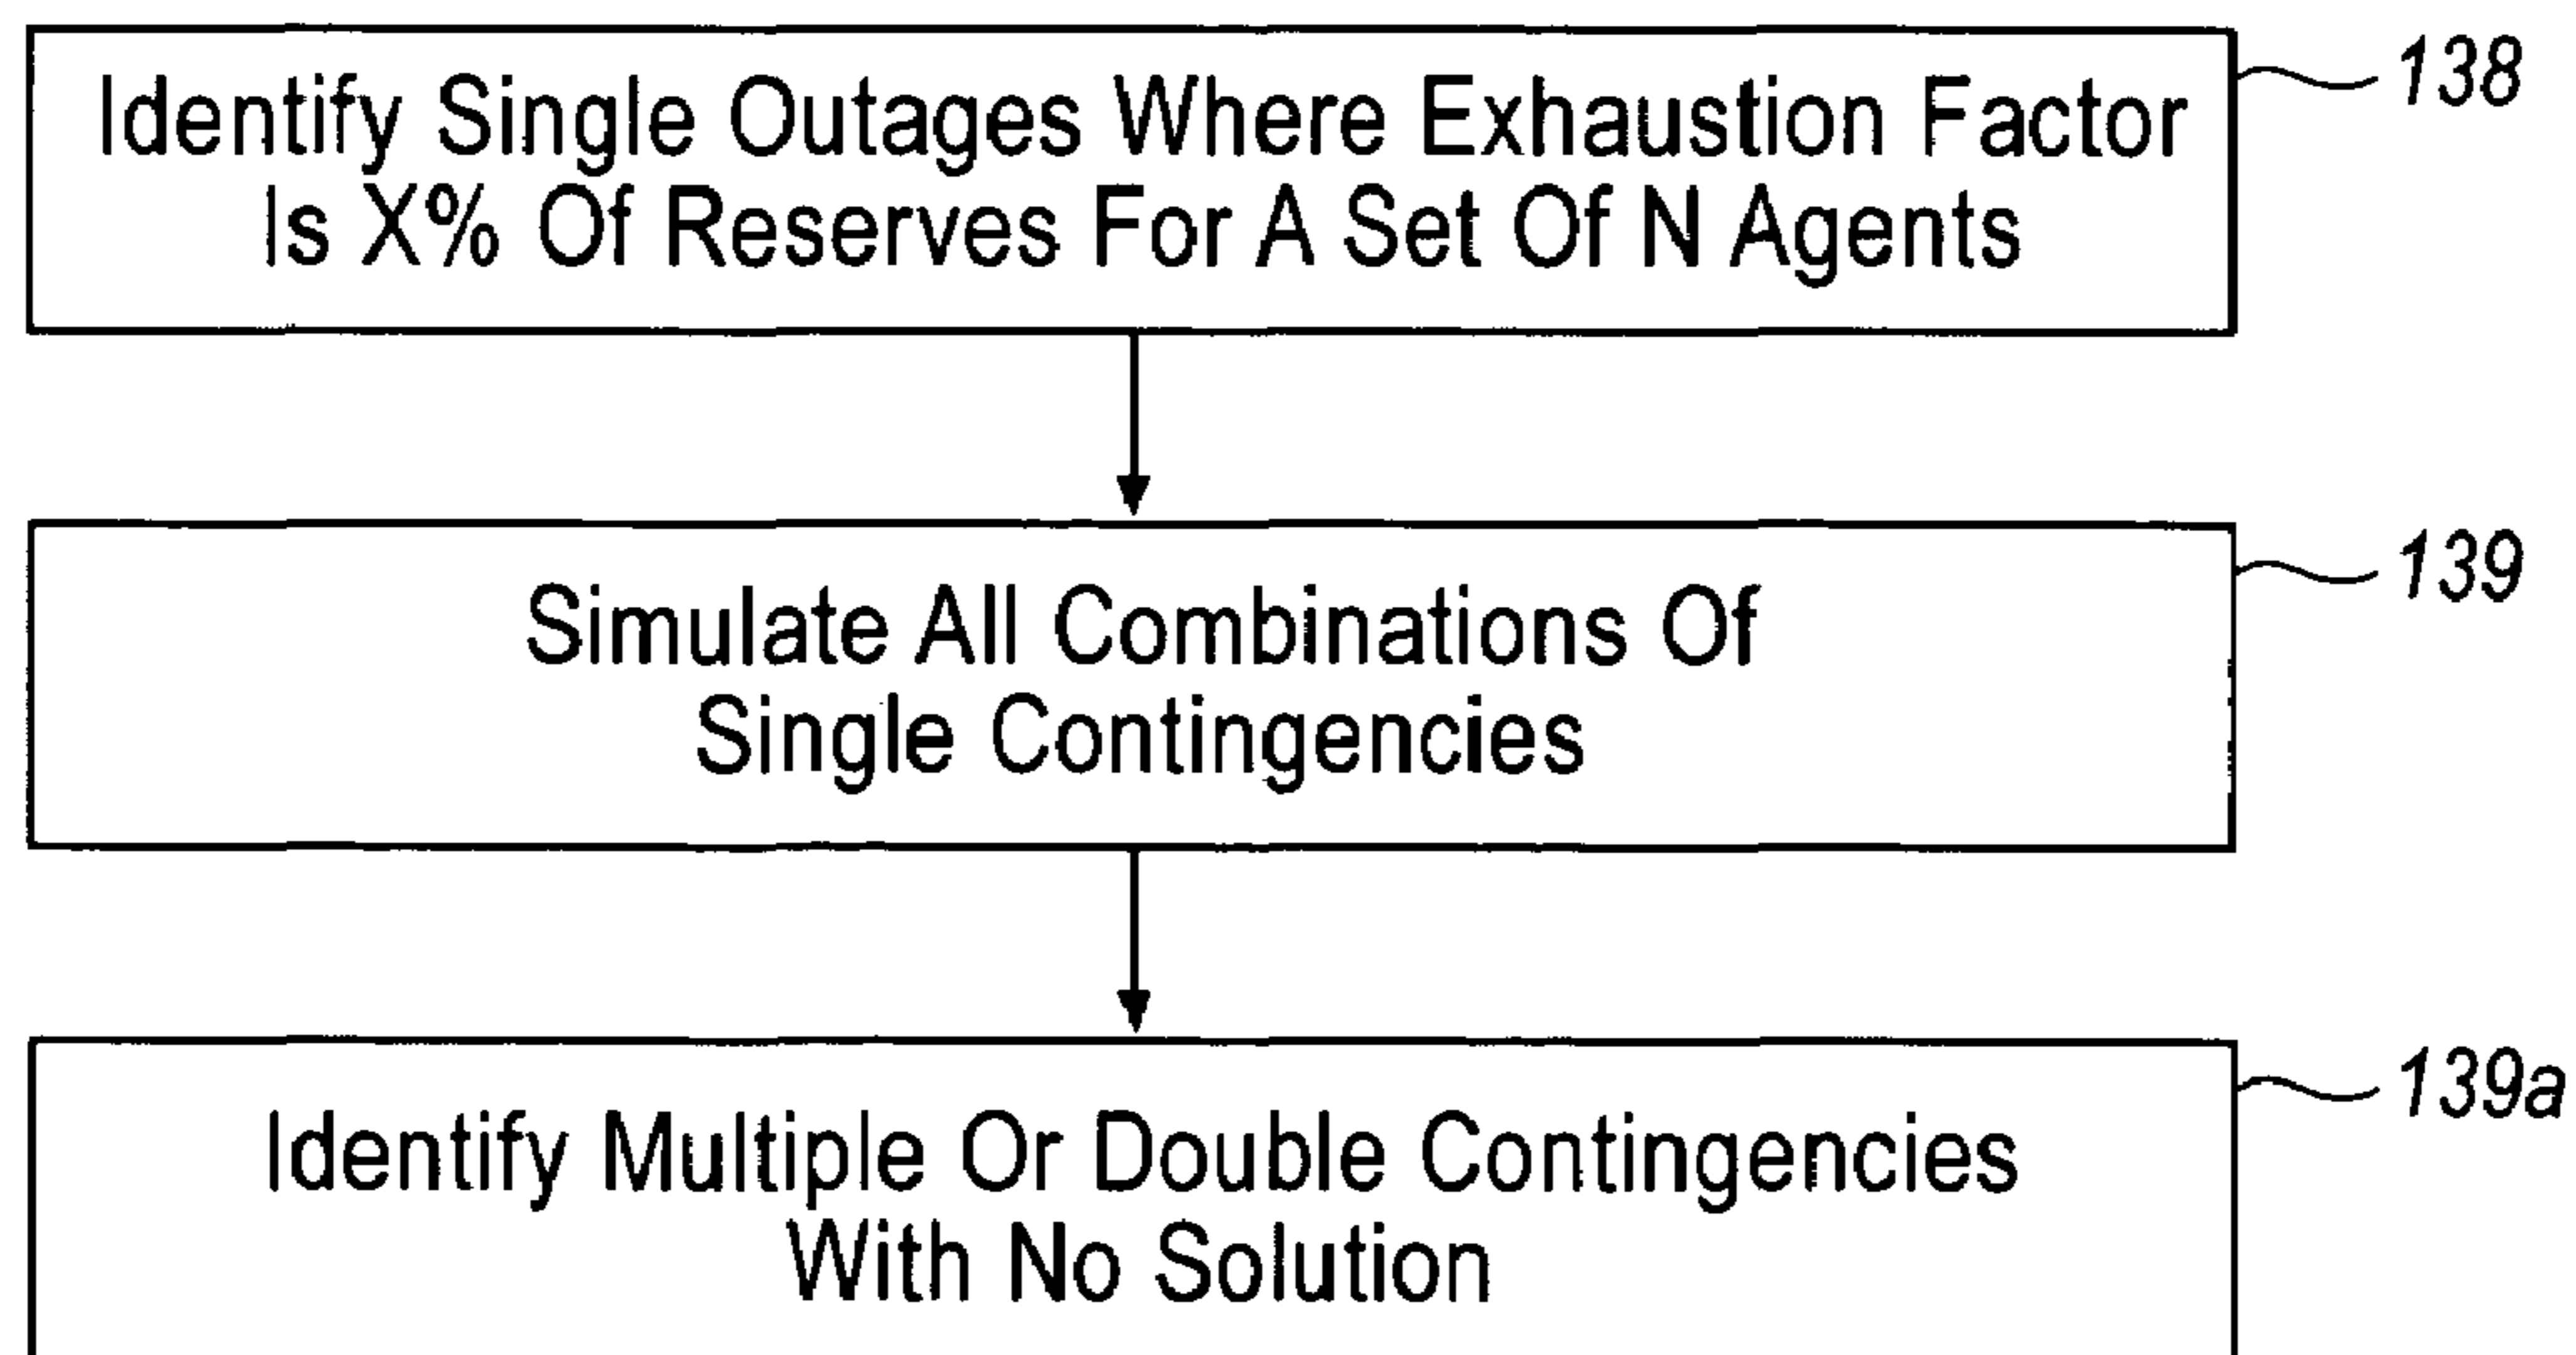 Identify Single Outages Where Exhaustion Factor
Is X% Of Reserves For A Set Of N Agents
138
Simulate All Combinations Of
Single Contingencies
139
Identify Multiple Or Double Contingencies
With No Solution
139a